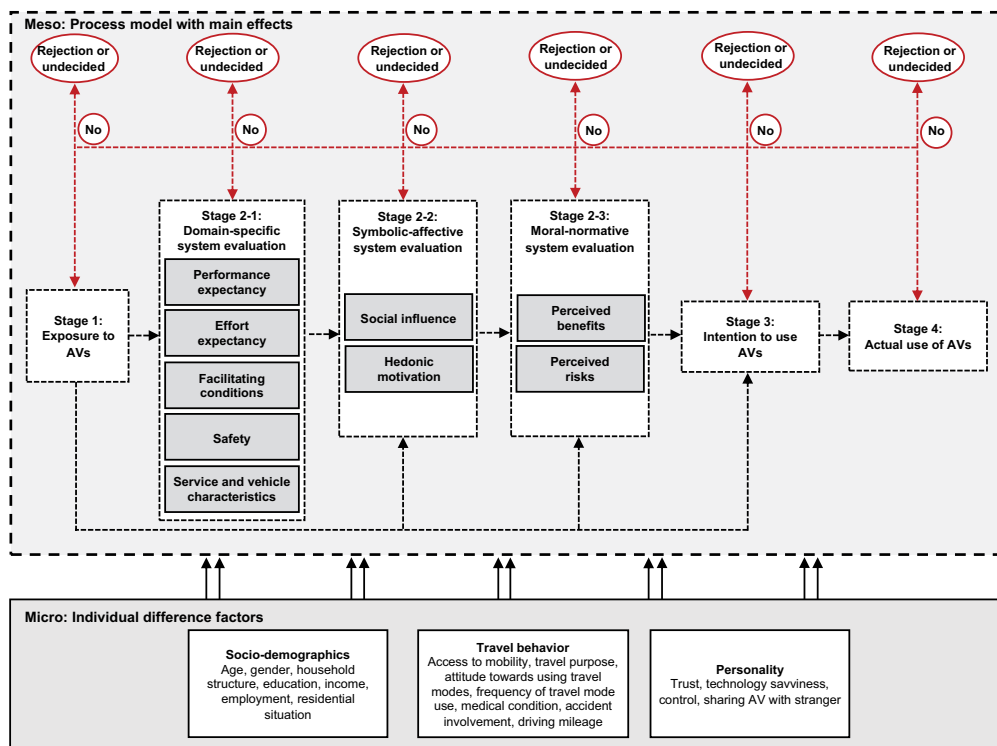 Meso: Process model with main effects
Rejection or
undecided
Rejection or
undecided
Rejection or
undecided
Rejection or
undecided
Rejection or
undecided
Rejection or
undecided
No
No
No
No
No
No
Stage 1:
Exposure to
AVs
Stage 2-1:
Domain-specific
system evaluation
Performance
expectancy
Effort
expectancy
Facilitating
conditions
Safety
Service and vehicle
characteristics
Stage 2-2:
Symbolic-affective
system evaluation
Social influence
Hedonic
motivation
Stage 2-3:
Moral-normative
system evaluation
Perceived
benefits
Perceived
risks
Stage 3:
Intention to use
AVs
Stage 4:
Actual use of AVs
Micro: Individual difference factors
Socio-demographics
Age, gender, household
structure, education, income,
employment, residential
situation
Travel behavior
Access to mobility, travel purpose,
attitude towards using travel
modes, frequency of travel mode
use, medical condition, accident
involvement, driving mileage
Personality
Trust, technology savviness,
control, sharing AV with stranger